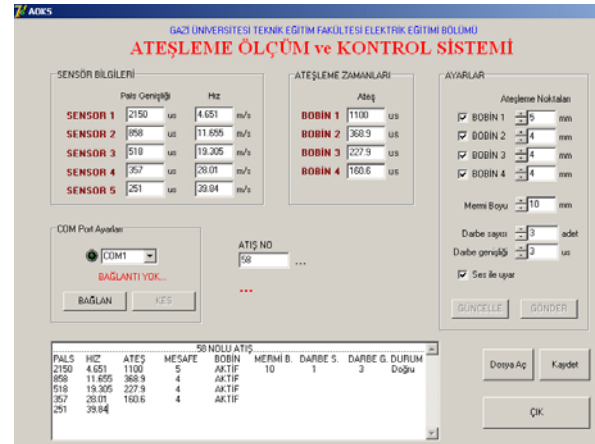 AOKS
GAZİ ÜNİVERSİTESİ TEKNİK EĞİTİM FAKÜLTESİ ELEKTRİK EĞİTİMİ BÖLÜMÜ
ATEŞLEME ÖLÇÜM ve KONTROL SİSTEMİ
SENSÖR BİLGİLERİ
Pals Genişliği Hız
SENSOR 1 2150 us 4.651 m/s
SENSOR 2 858 us 11.655 m/s
SENSOR 3 518 us 19.305 m/s
SENSOR 4 357 us 28.01 m/s
SENSOR 5 251 us 39.84 m/s
ATEŞLEME ZAMANLARI
Ateş
BOBİN 1 1100 us
BOBİN 2 368.9 us
BOBİN 3 227.9 us
BOBİN 4 160.6 us
AYARLAR
Ateşleme Noktaları
BOBİN 1 5 mm
BOBİN 2 4 mm
BOBİN 3 4 mm
BOBİN 4 4 mm
Mermi Boyu 10 mm
Darbe sayısı 3 adet
Darbe genişliği 3 us
Ses ile uyar
GÜNCELLE GÖNDER
COM Port Ayarları
COM1
BAĞLANTI YOK...
BAĞLAN KES
ATIŞ NO
58 ...
...
58 NOLU ATIŞ
PALS HIZ ATEŞ MESAFE BOBİN MERMİ B. DARBE S. DARBE G. DURUM
2150 4.651 1100 5 AKTİF 10 1 3 Doğru
858 11.655 368.9 4 AKTİF
518 19.305 227.9 4 AKTİF
357 28.01 160.6 4 AKTİF
251 39.84
Dosya Aç Kaydet
ÇIK